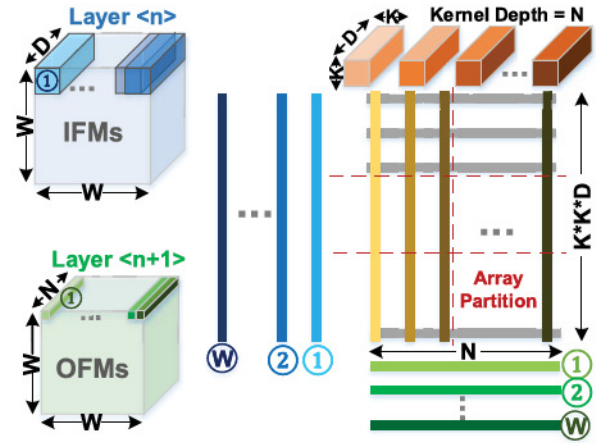 Layer <n>
D
①
...
W
IFMs
W
Layer <n+1>
N
①
...
W
OFMs
W
...
W
②
①
K
D
K
Kernel Depth = N
...
K*K*D
...
Array
Partition
N
①
②
W